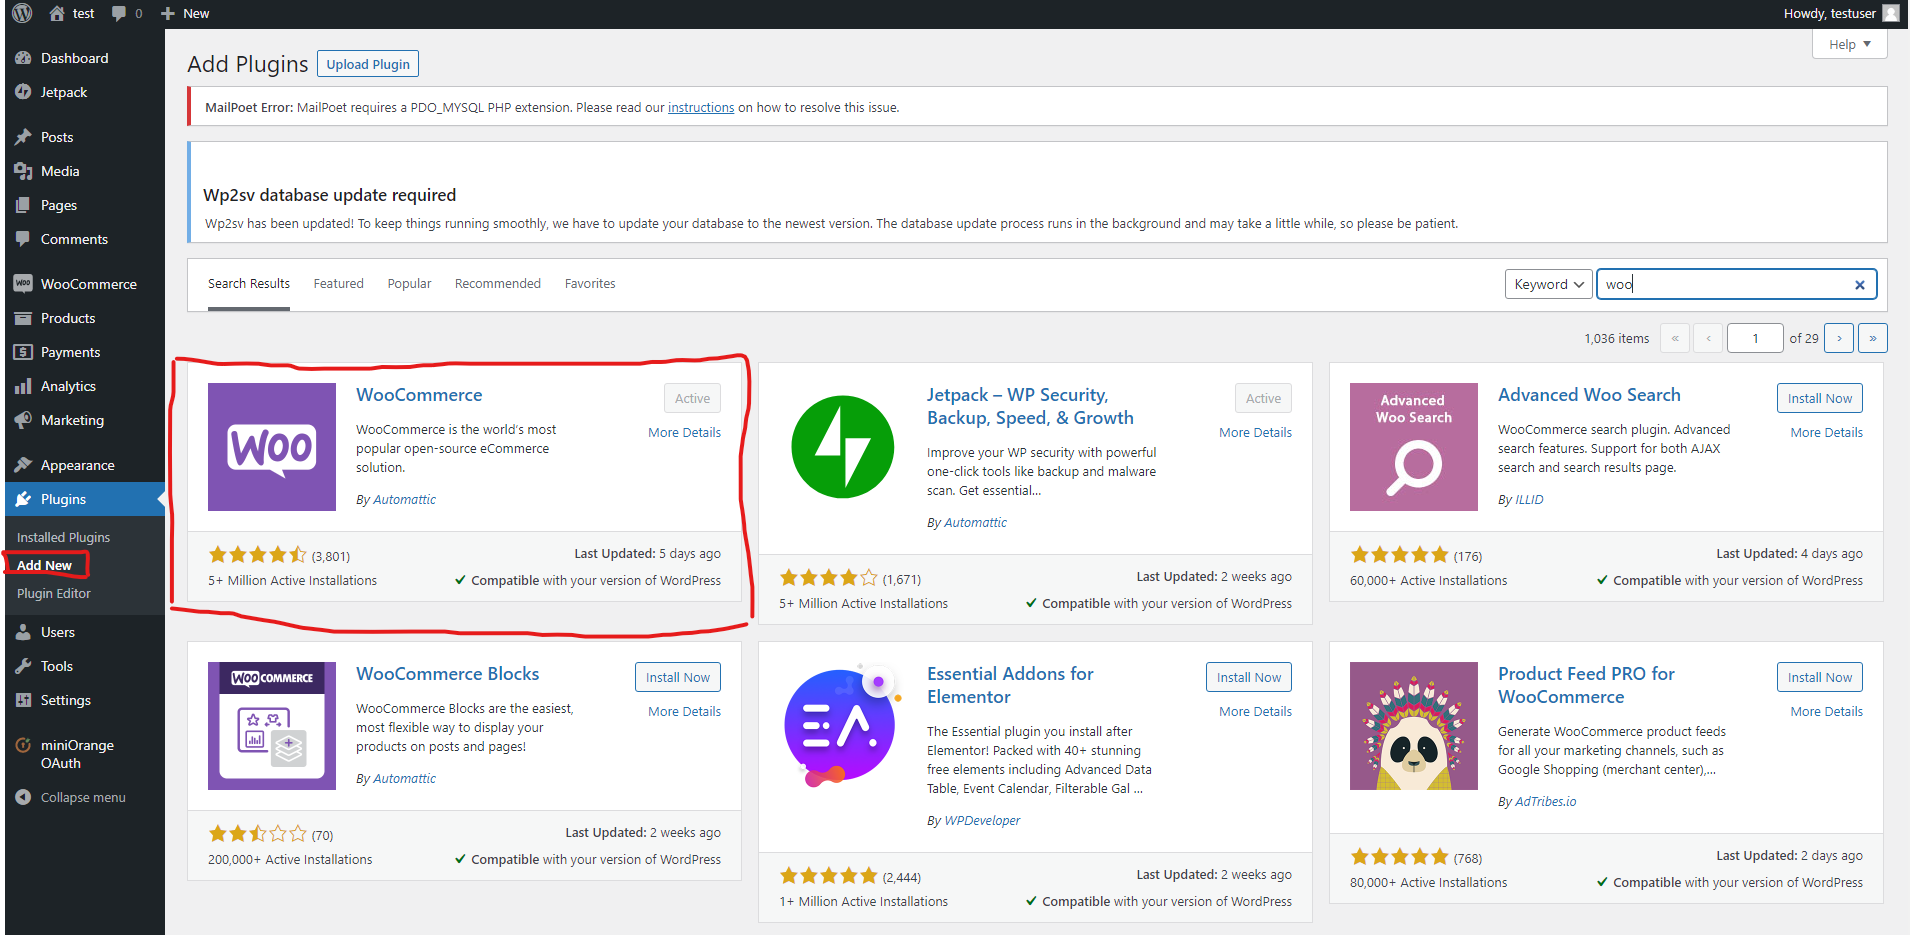 test 0 New Howdy, testuser
Help
Dashboard
Jetpack
Posts
Media
Pages
Comments
WooCommerce
Products
Payments
Analytics
Marketing
Appearance
Plugins
Installed Plugins
Add New
Plugin Editor
Users
Tools
Settings
miniOrange
OAuth
Collapse menu
Add Plugins Upload Plugin
MailPoet Error: MailPoet requires a PDO_MYSQL PHP extension. Please read our instructions on how to resolve this issue.
Wp2sv database update required
Wp2sv has been updated! To keep things running smoothly, we have to update your database to the newest version. The database update process runs in the background and may take a little while, so please be patient.
Search Results Featured Popular Recommended Favorites Keyword woo
1,036 items « ‹ 1 of 29 › »
WOO
WooCommerce
Active
More Details
WooCommerce is the world's most
popular open-source eCommerce
solution.
By Automattic
(3,801)
Last Updated: 5 days ago
5+ Million Active Installations
Compatible with your version of WordPress
Jetpack – WP Security,
Backup, Speed, & Growth
Active
More Details
Improve your WP security with powerful
one-click tools like backup and malware
scan. Get essential...
By Automattic
(1,671)
Last Updated: 2 weeks ago
5+ Million Active Installations
Compatible with your version of WordPress
Advanced
Woo Search
Advanced Woo Search
Install Now
More Details
WooCommerce search plugin. Advanced
search features. Support for both AJAX
search and search results page.
By ILLID
(176)
Last Updated: 4 days ago
60,000+ Active Installations
Compatible with your version of WordPress
WOO COMMERCE
WooCommerce Blocks
Install Now
More Details
WooCommerce Blocks are the easiest,
most flexible way to display your
products on posts and pages!
By Automattic
(70)
Last Updated: 2 weeks ago
200,000+ Active Installations
Compatible with your version of WordPress
EA.
Essential Addons for
Elementor
Install Now
More Details
The Essential plugin you install after
Elementor! Packed with 40+ stunning
free elements including Advanced Data
Table, Event Calendar, Filterable Gal ...
By WPDeveloper
(2,444)
Last Updated: 2 weeks ago
1+ Million Active Installations
Compatible with your version of WordPress
Product Feed PRO for
WooCommerce
Install Now
More Details
Generate WooCommerce product feeds
for all your marketing channels, such as
Google Shopping (merchant center),...
By AdTribes.io
(768)
Last Updated: 2 days ago
80,000+ Active Installations
Compatible with your version of WordPress